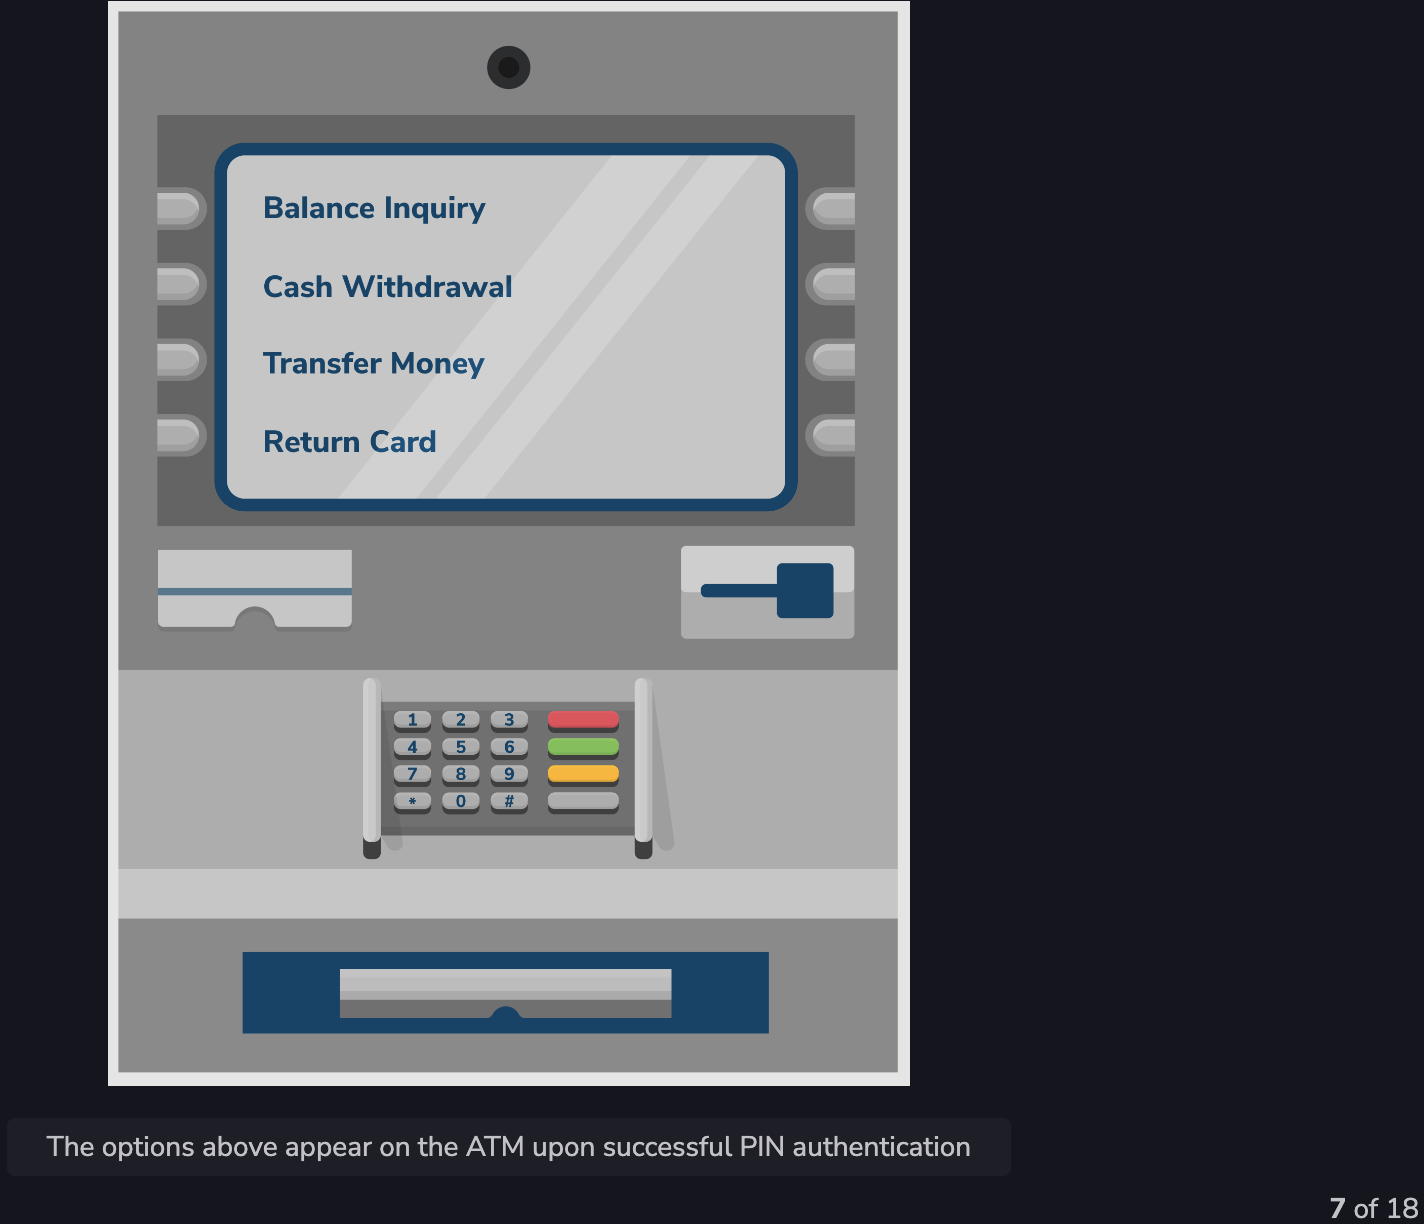 Balance Inquiry
Cash Withdrawal
Transfer Money
Return Card
1 2 3
4 5 6
7 8 9
* 0 #
The options above appear on the ATM upon successful PIN authentication
7 of 18